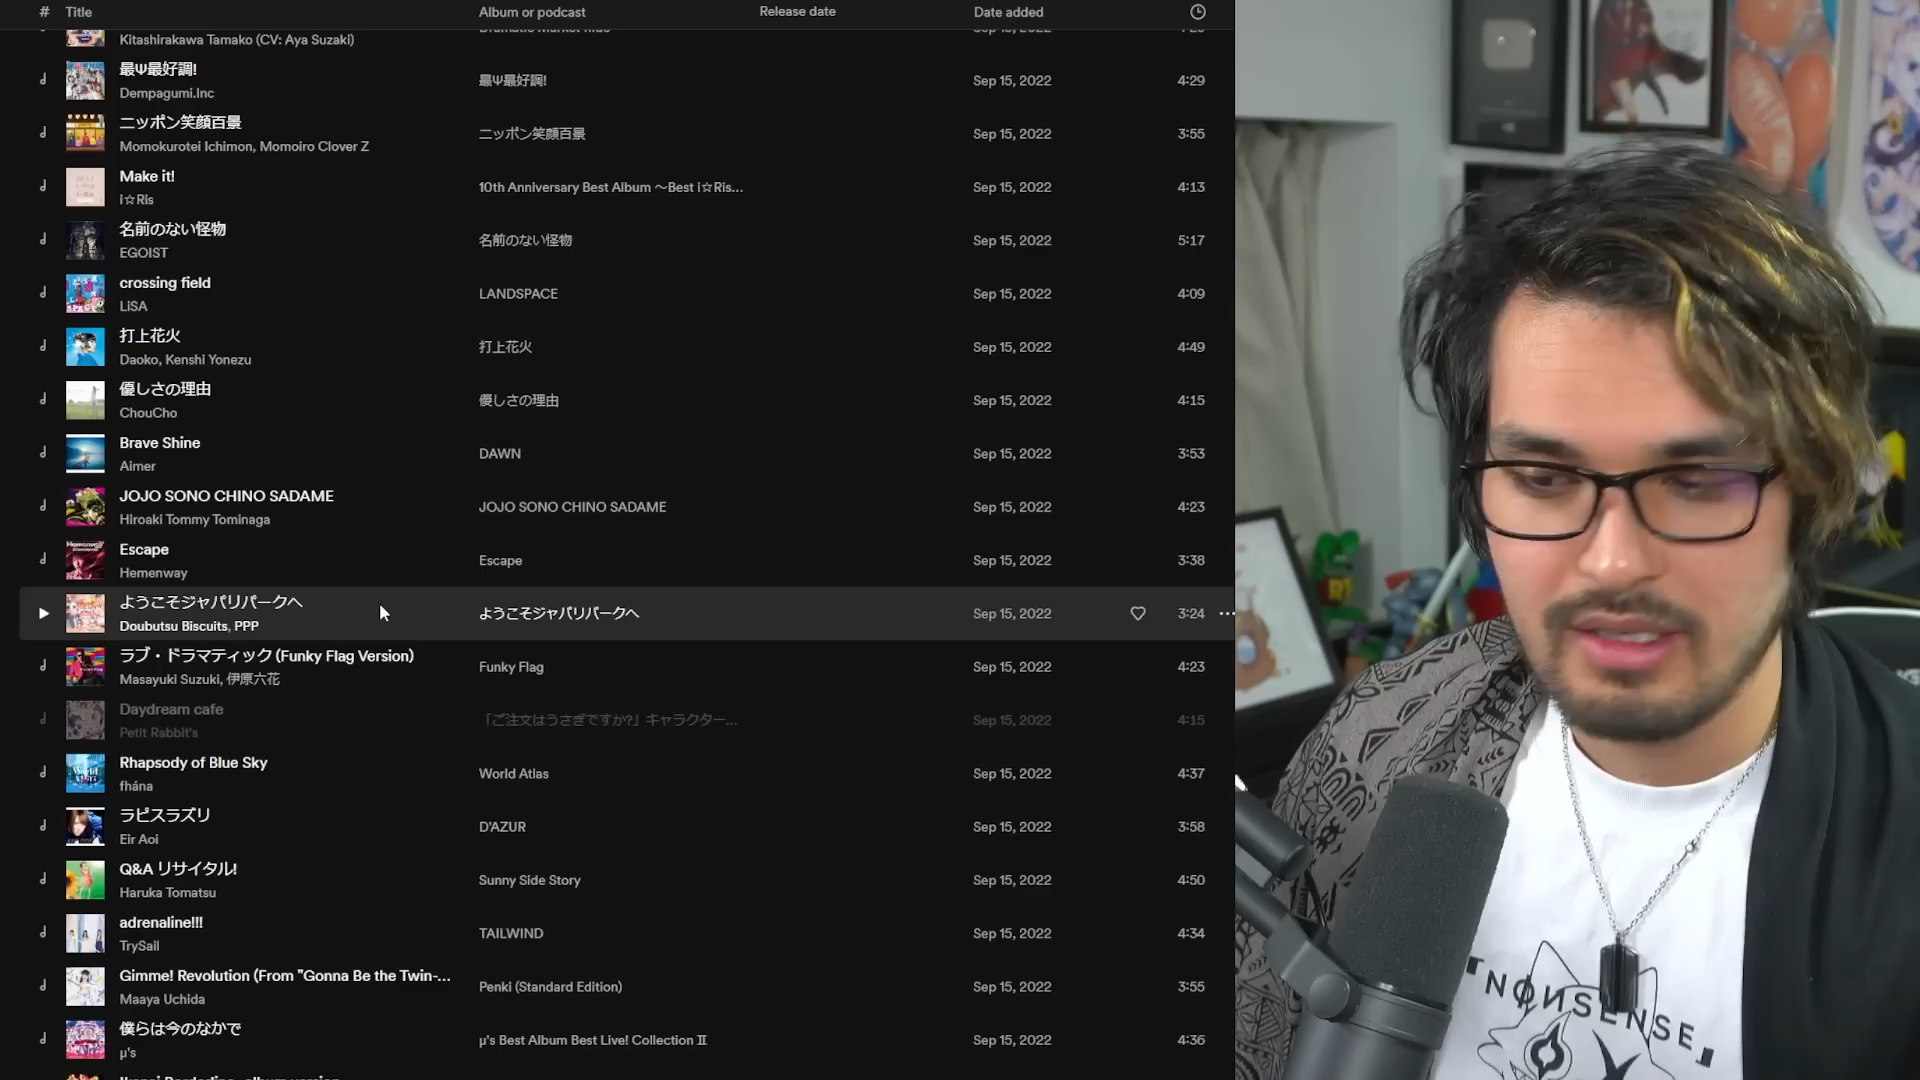 # Title Album or podcast Release date Date added
Kitashirakawa Tamako (CV: Aya Suzaki)
最Ψ最好調! 最Ψ最好調! Sep 15, 2022 4:29
Dempagumi.Inc
ニッポン笑顔百景 ニッポン笑顔百景 Sep 15, 2022 3:55
Momokurotei Ichimon, Momoiro Clover Z
Make it! 10th Anniversary Best Album 〜Best i☆Ris... Sep 15, 2022 4:13
i☆Ris
名前のない怪物 名前のない怪物 Sep 15, 2022 5:17
EGOIST
crossing field LANDSPACE Sep 15, 2022 4:09
LiSA
打上花火 打上花火 Sep 15, 2022 4:49
Daoko, Kenshi Yonezu
優しさの理由 優しさの理由 Sep 15, 2022 4:15
ChouCho
Brave Shine DAWN Sep 15, 2022 3:53
Aimer
JOJO SONO CHINO SADAME JOJO SONO CHINO SADAME Sep 15, 2022 4:23
Hiroaki Tommy Tominaga
Escape Escape Sep 15, 2022 3:38
Hemenway
ようこそジャパリパークへ ようこそジャパリパークへ Sep 15, 2022 3:24 ...
Doubutsu Biscuits, PPP
ラブ・ドラマティック (Funky Flag Version) Funky Flag Sep 15, 2022 4:23
Masayuki Suzuki, 伊原六花
Daydream cafe 「ご注文はうさぎですか?」キャラクター... Sep 15, 2022 4:15
Petit Rabbit's
Rhapsody of Blue Sky World Atlas Sep 15, 2022 4:37
fhána
ラピスラズリ D'AZUR Sep 15, 2022 3:58
Eir Aoi
Q&A リサイタル! Sunny Side Story Sep 15, 2022 4:50
Haruka Tomatsu
adrenaline!!! TAILWIND Sep 15, 2022 4:34
TrySail
Gimme! Revolution (From "Gonna Be the Twin-... Penki (Standard Edition) Sep 15, 2022 3:55
Maaya Uchida
僕らは今のなかで μ's Best Album Best Live! Collection II Sep 15, 2022 4:36
μ's
「NONSENSE」